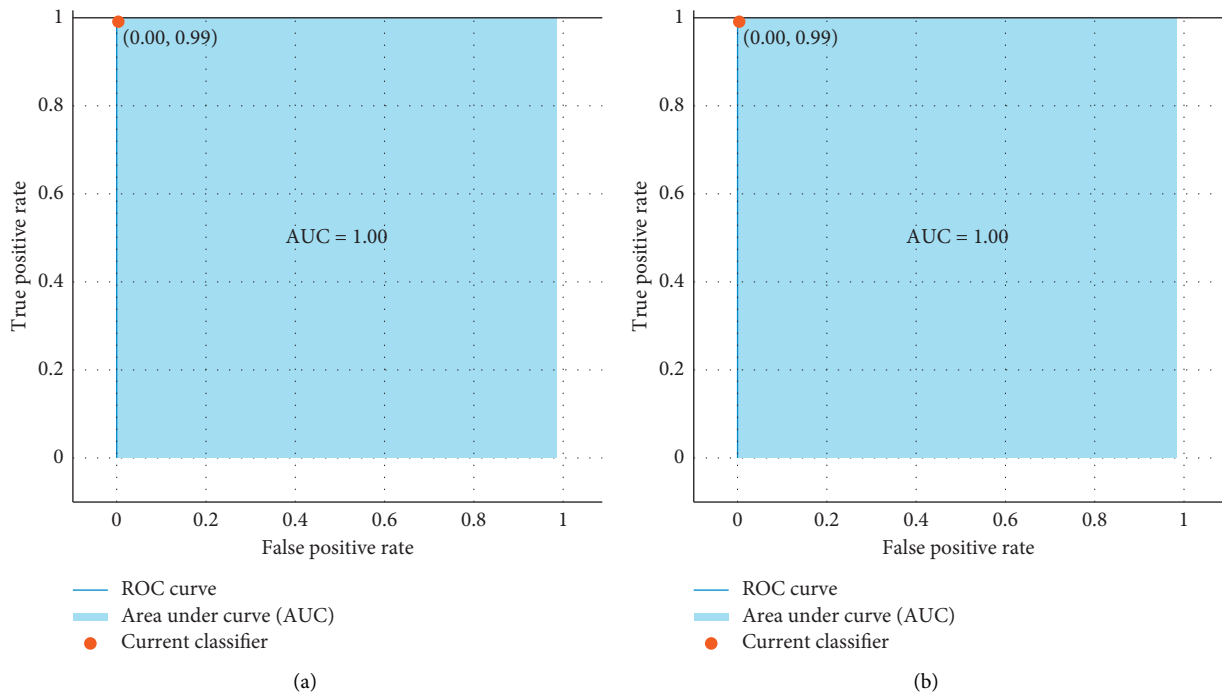 1
0.8
0.6
0.4
0.2
0
True positive rate
(0.00, 0.99)
AUC = 1.00
0 0.2 0.4 0.6 0.8 1
False positive rate
ROC curve
Area under curve (AUC)
Current classifier
(a)
1
0.8
0.6
0.4
0.2
0
True positive rate
(0.00, 0.99)
AUC = 1.00
0 0.2 0.4 0.6 0.8 1
False positive rate
ROC curve
Area under curve (AUC)
Current classifier
(b)